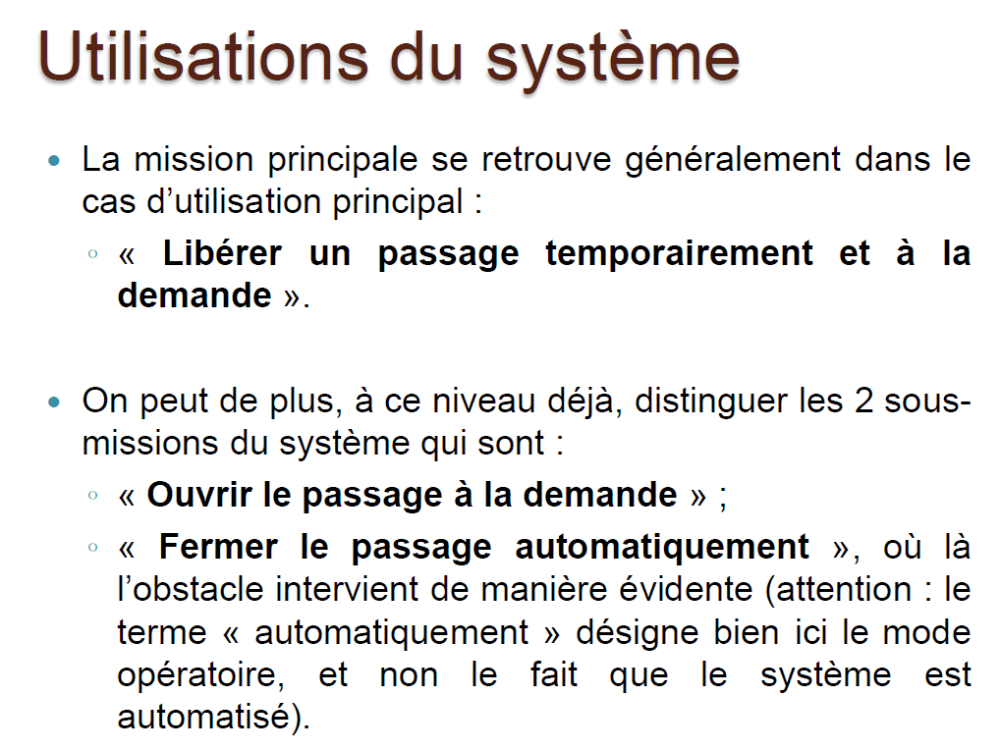 Utilisations du système
• La mission principale se retrouve généralement dans le
cas d’utilisation principal :
◦ « Libérer un passage temporairement et à la
demande ».
• On peut de plus, à ce niveau déjà, distinguer les 2 sous-
missions du système qui sont :
◦ « Ouvrir le passage à la demande » ;
◦ « Fermer le passage automatiquement », où là
l’obstacle intervient de manière évidente (attention : le
terme « automatiquement » désigne bien ici le mode
opératoire, et non le fait que le système est
automatisé).